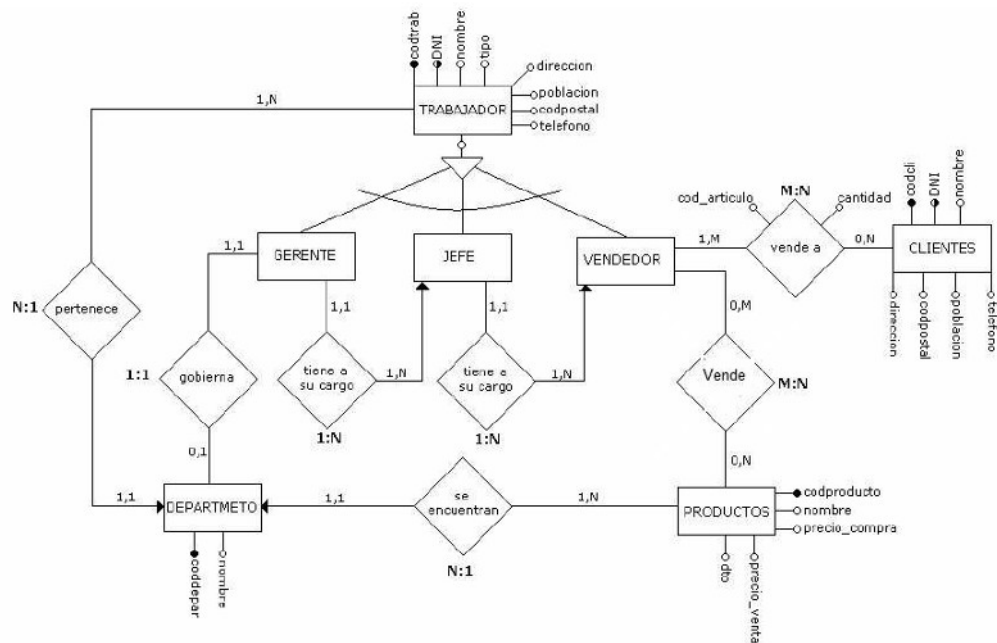 codtrab
DNI
nombre
tipo
direccion
poblacion
codpostal
telefono
TRABAJADOR
1,N
cod_articulo
M:N
cantidad
codcli
DNI
nombre
vende a
1,M
0,N
CLIENTES
direccion
codpostal
poblacion
telefono
1,1
GERENTE
JEFE
VENDEDOR
1,1
1,1
0,M
N:1
pertenece
1:1
gobierna
tiene a
su cargo
1,N
1:N
tiene a
su cargo
1,N
1:N
Vende
M:N
0,1
0,N
1,1
DEPARTMETO
1,1
se
encuentran
1,N
N:1
PRODUCTOS
codproducto
nombre
precio_compra
coddepar
nombre
dto
precio_venta